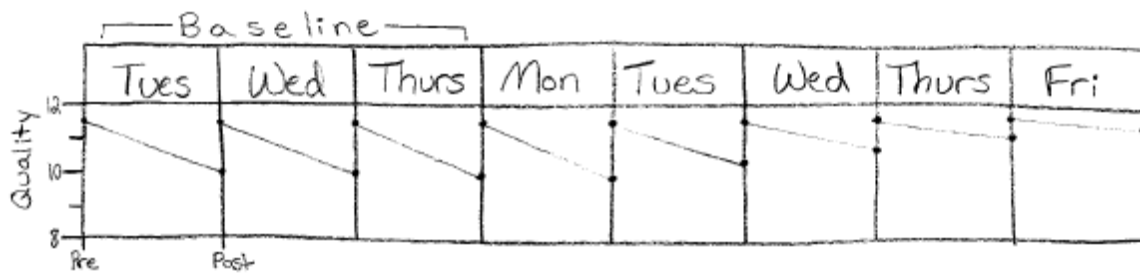 Baseline
Tues Wed Thurs Mon Tues Wed Thurs Fri
12
Quality
10
8
Pre Post